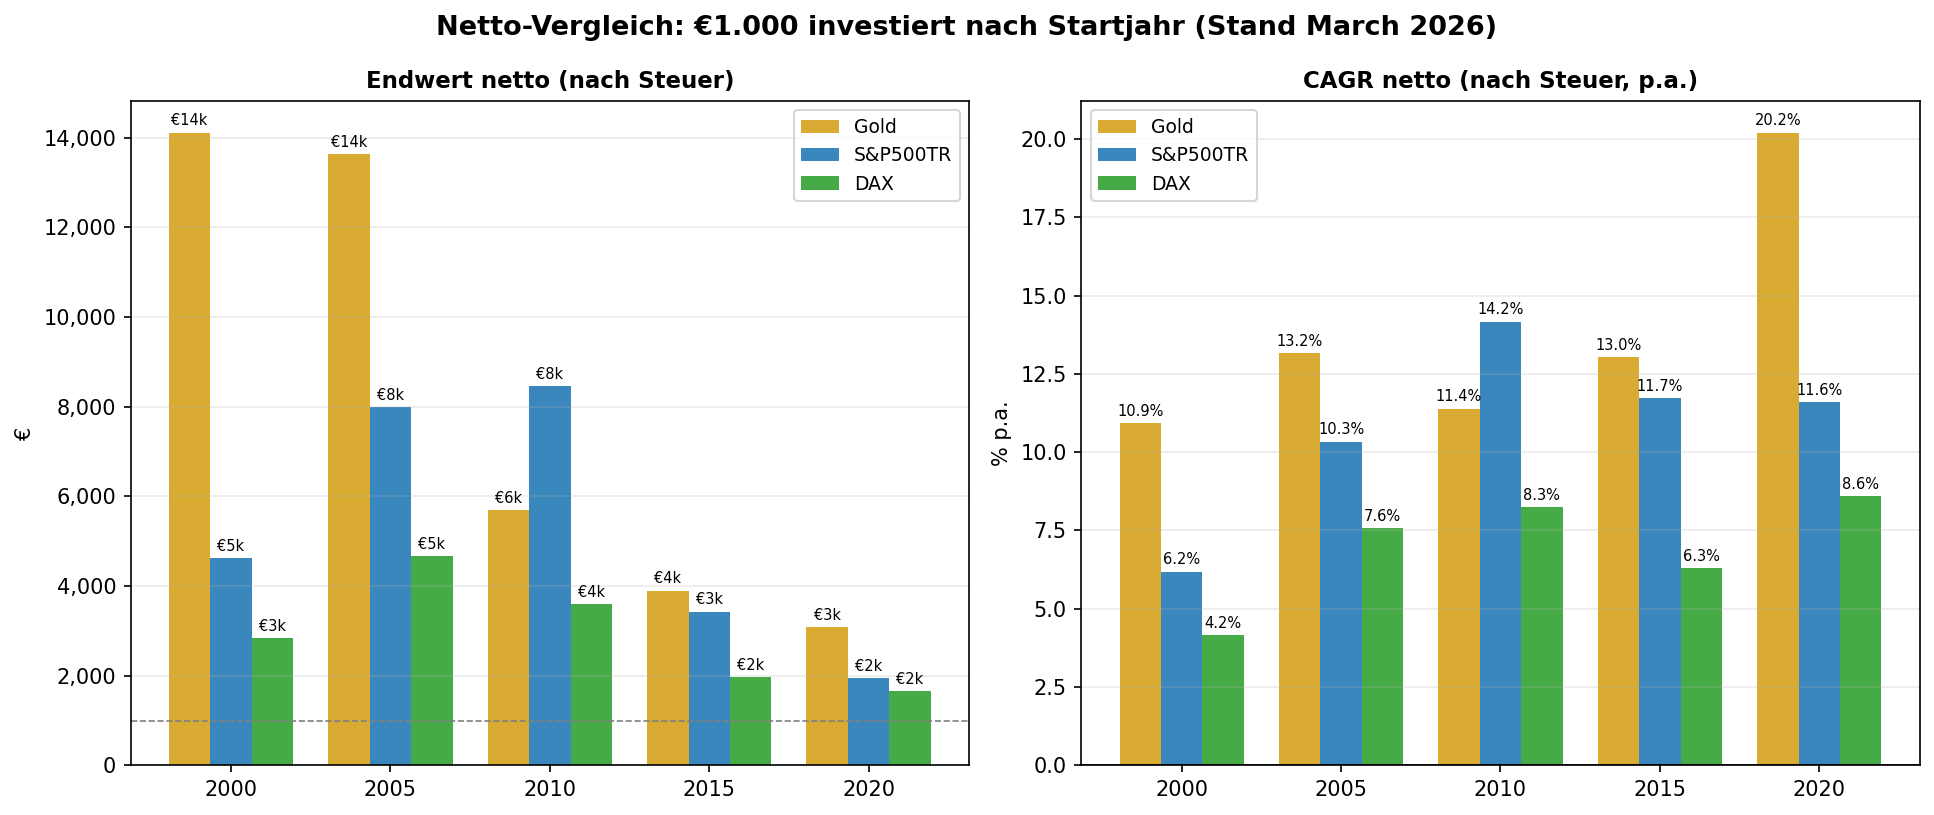 Netto-Vergleich: €1.000 investiert nach Startjahr (Stand March 2026)
Endwert netto (nach Steuer)
€
14,000
12,000
10,000
8,000
6,000
4,000
2,000
0
€14k
€5k
€3k
€14k
€8k
€5k
€6k
€8k
€4k
€4k
€3k
€2k
€3k
€2k
€2k
Gold
S&P500TR
DAX
2000
2005
2010
2015
2020
CAGR netto (nach Steuer, p.a.)
% p.a.
20.0
17.5
15.0
12.5
10.0
7.5
5.0
2.5
0.0
Gold
S&P500TR
DAX
10.9%
6.2%
4.2%
13.2%
10.3%
7.6%
11.4%
14.2%
8.3%
13.0%
11.7%
6.3%
20.2%
11.6%
8.6%
2000
2005
2010
2015
2020